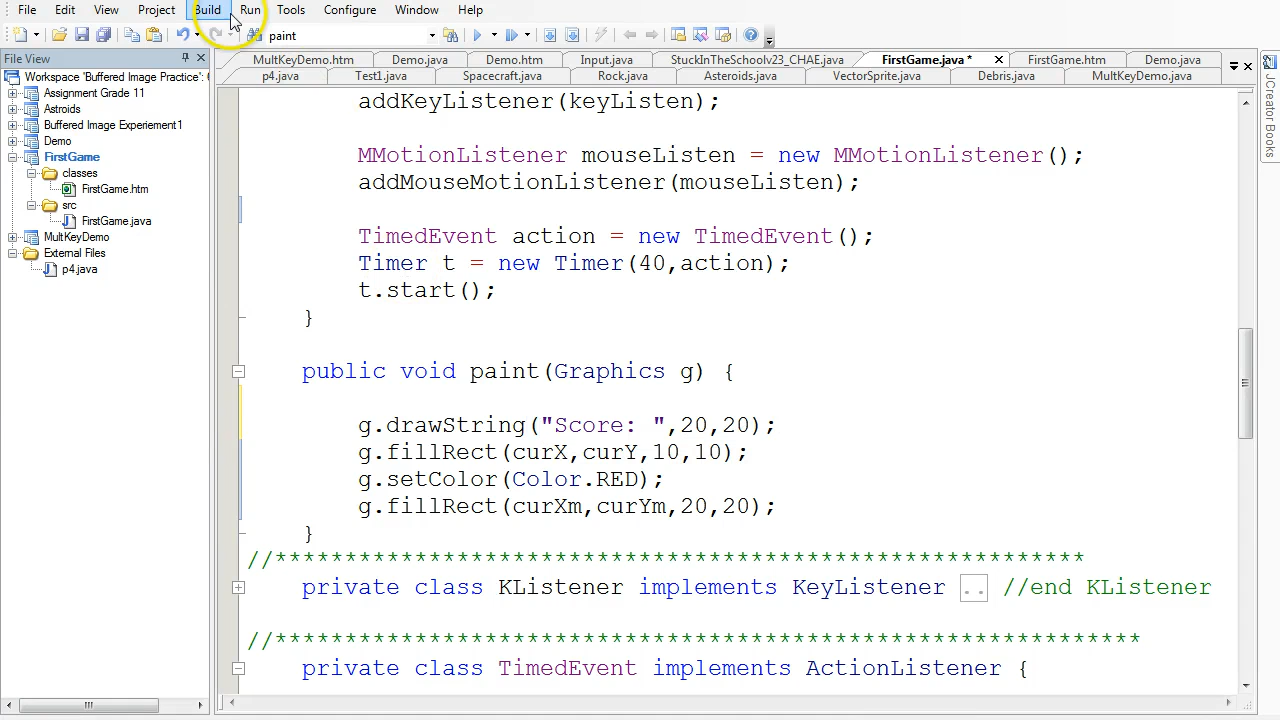 File Edit View Project Build Run Tools Configure Window Help
paint
File View
MultKeyDemo.htm Demo.java Demo.htm Input.java StuckInTheSchoolv23_CHAE.java FirstGame.java * FirstGame.htm Demo.java
p4.java Test1.java Spacecraft.java Rock.java Asteroids.java VectorSprite.java Debris.java MultKeyDemo.java
Workspace 'Buffered Image Practice':
Assignment Grade 11
Astroids
Buffered Image Experiement1
Demo
FirstGame
classes
FirstGame.htm
src
FirstGame.java
MultKeyDemo
External Files
p4.java
addKeyListener(keyListen);
MMotionListener mouseListen = new MMotionListener();
addMouseMotionListener(mouseListen);
TimedEvent action = new TimedEvent();
Timer t = new Timer(40,action);
t.start();
}
public void paint(Graphics g) {
g.drawString("Score: ",20,20);
g.fillRect(curX,curY,10,10);
g.setColor(Color.RED);
g.fillRect(curXm,curYm,20,20);
}
//**********************************************************
private class KListener implements KeyListener .. //end KListener
//**************************************************************
private class TimedEvent implements ActionListener {
JCreator Books